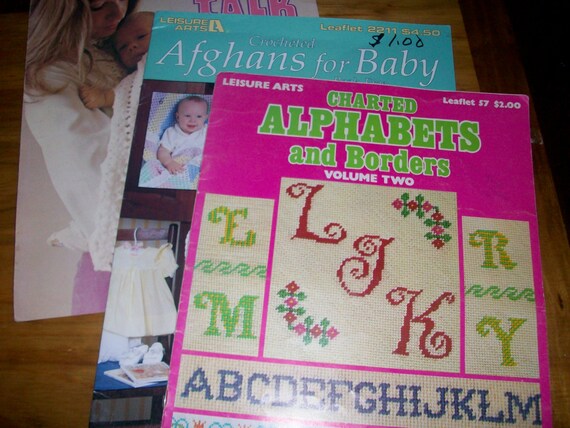 TALK
LEISURE ARTS
Leaflet 2211 $4.50
$1.00
Crocheted
Afghans for Baby
LEISURE ARTS
Leaflet 57 $2.00
CHARTED
ALPHABETS
and Borders
VOLUME TWO
L J K
E
M
R
Y
ABCDEFGHIJKLM